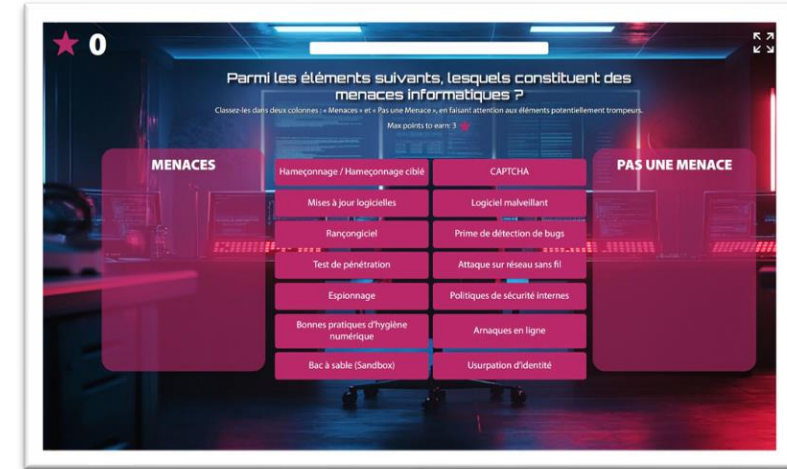 0
Parmi les éléments suivants, lesquels constituent des
menaces informatiques ?
Classez-les dans deux colonnes : « Menaces » et « Pas une Menace », en faisant attention aux éléments potentiellement trompeurs.
Max points to earn: 3
MENACES
PAS UNE MENACE
Hameçonnage / Hameçonnage ciblé
CAPTCHA
Mises à jour logicielles
Logiciel malveillant
Rançongiciel
Prime de détection de bugs
Test de pénétration
Attaque sur réseau sans fil
Espionnage
Politiques de sécurité internes
Bonnes pratiques d'hygiène
numérique
Arnaques en ligne
Bac à sable (Sandbox)
Usurpation d'identité